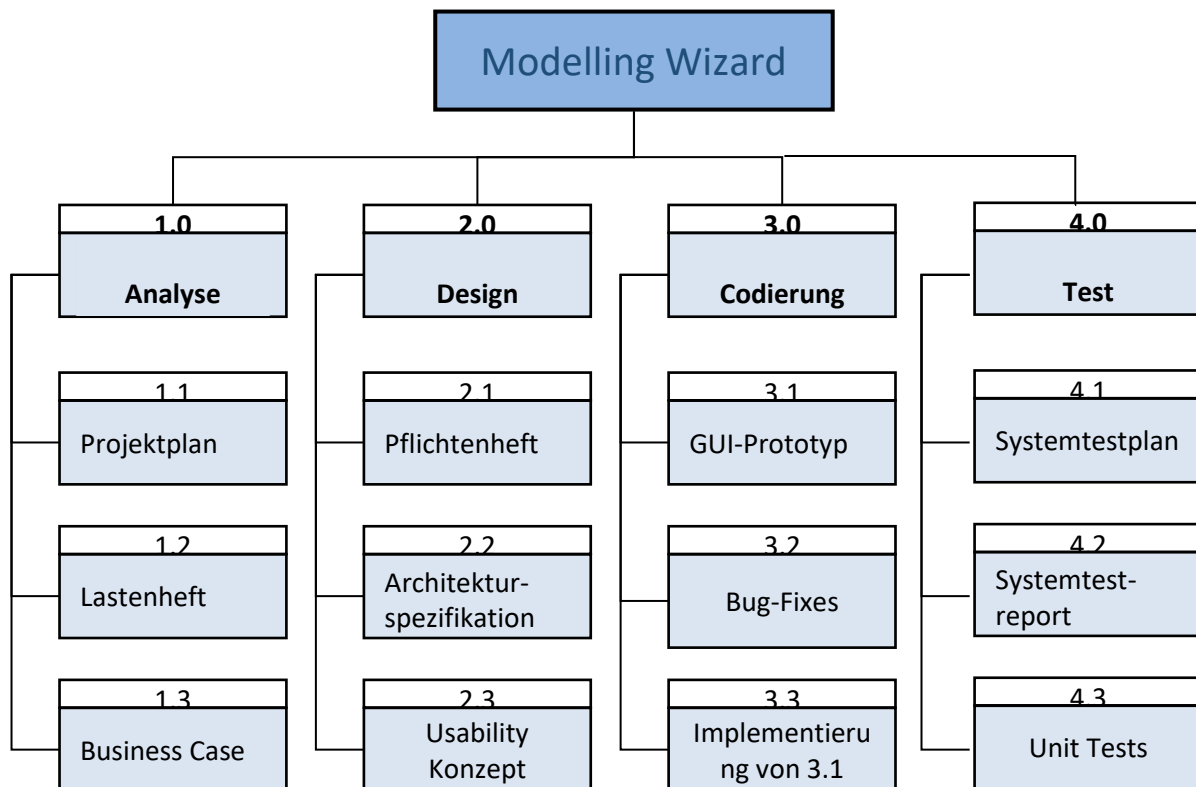 Modelling Wizard
1.0
Analyse
1.1
Projektplan
1.2
Lastenheft
1.3
Business Case
2.0
Design
2.1
Pflichtenheft
2.2
Architektur-
spezifikation
2.3
Usability
Konzept
3.0
Codierung
3.1
GUI-Prototyp
3.2
Bug-Fixes
3.3
Implementieru
ng von 3.1
4.0
Test
4.1
Systemtestplan
4.2
Systemtest-
report
4.3
Unit Tests